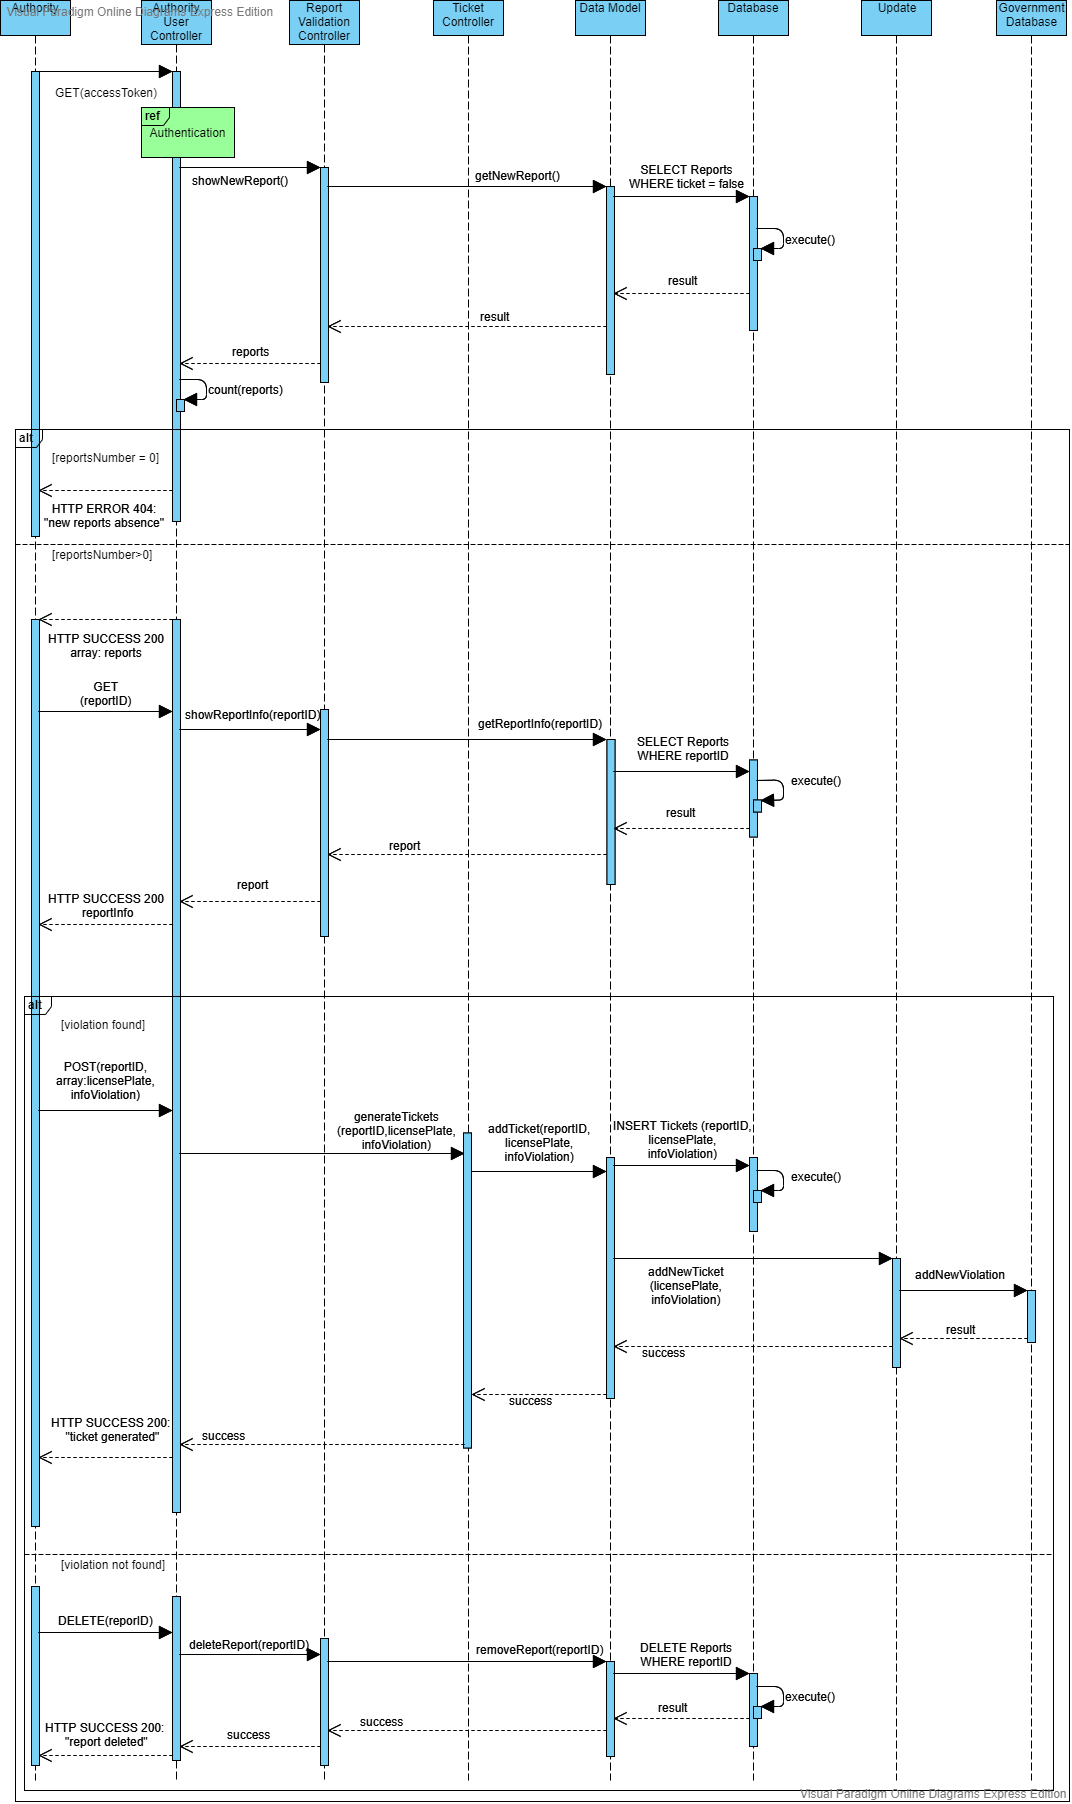 Visual Paradigm Online Diagrams Express Edition
Authority
Authority
User
Controller
Report
Validation
Controller
Ticket
Controller
Data Model
Database
Update
Government
Database
GET(accessToken)
ref
Authentication
showNewReport()
getNewReport()
SELECT Reports
WHERE ticket = false
execute()
result
result
reports
count(reports)
alt
[reportsNumber = 0]
HTTP ERROR 404:
"new reports absence"
[reportsNumber>0]
HTTP SUCCESS 200
array: reports
GET
(reportID)
showReportInfo(reportID)
getReportInfo(reportID)
SELECT Reports
WHERE reportID
execute()
result
report
report
HTTP SUCCESS 200
reportInfo
alt
[violation found]
POST(reportID,
array:licensePlate,
infoViolation)
generateTickets
(reportID,licensePlate,
infoViolation)
addTicket(reportID,
licensePlate,
infoViolation)
INSERT Tickets (reportID,
licensePlate,
infoViolation)
execute()
addNewTicket
(licensePlate,
infoViolation)
addNewViolation
result
success
success
success
HTTP SUCCESS 200:
"ticket generated"
[violation not found]
DELETE(reporID)
deleteReport(reportID)
removeReport(reportID)
DELETE Reports
WHERE reportID
execute()
result
success
success
HTTP SUCCESS 200:
"report deleted"
Visual Paradigm Online Diagrams Express Edition